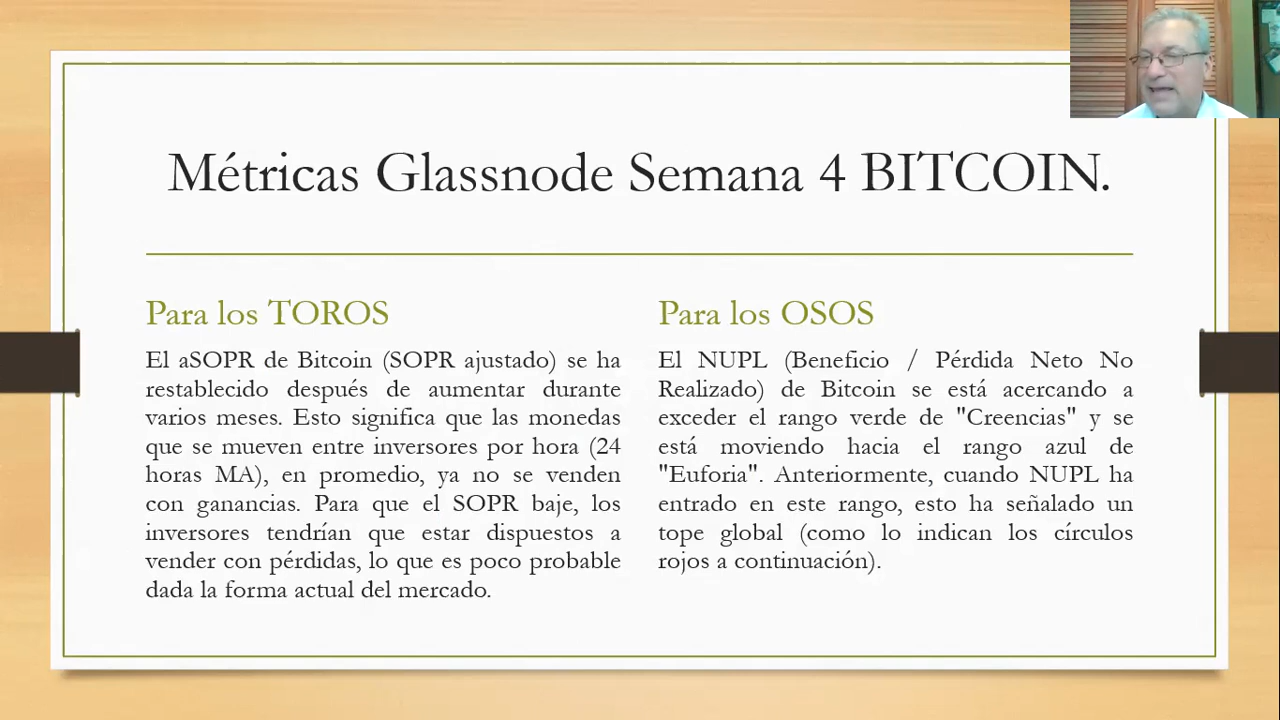 Métricas Glassnode Semana 4 BITCOIN.
Para los TOROS
El aSOPR de Bitcoin (SOPR ajustado) se ha
restablecido después de aumentar durante
varios meses. Esto significa que las monedas
que se mueven entre inversores por hora (24
horas MA), en promedio, ya no se venden
con ganancias. Para que el SOPR baje, los
inversores tendrían que estar dispuestos a
vender con pérdidas, lo que es poco probable
dada la forma actual del mercado.
Para los OSOS
El NUPL (Beneficio / Pérdida Neto No
Realizado) de Bitcoin se está acercando a
exceder el rango verde de "Creencias" y se
está moviendo hacia el rango azul de
"Euforia". Anteriormente, cuando NUPL ha
entrado en este rango, esto ha señalado un
tope global (como lo indican los círculos
rojos a continuación).